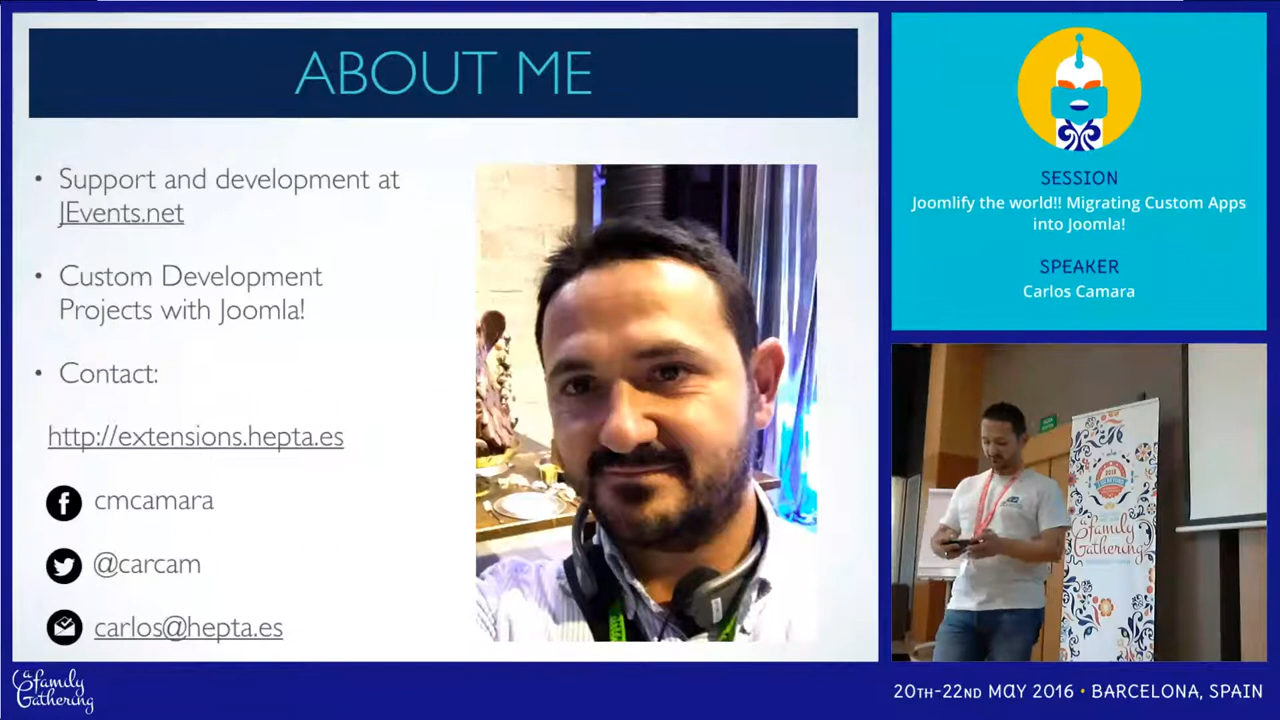 ABOUT ME
• Support and development at
JEvents.net
• Custom Development
Projects with Joomla!
• Contact:
http://extensions.hepta.es
cmcamara
@carcam
carlos@hepta.es
SESSION
Joomlify the world!! Migrating Custom Apps
into Joomla!
SPEAKER
Carlos Camara
a family
Gathering
a family
Gathering
20TH-22ND MAY 2016 • BARCELONA, SPAIN